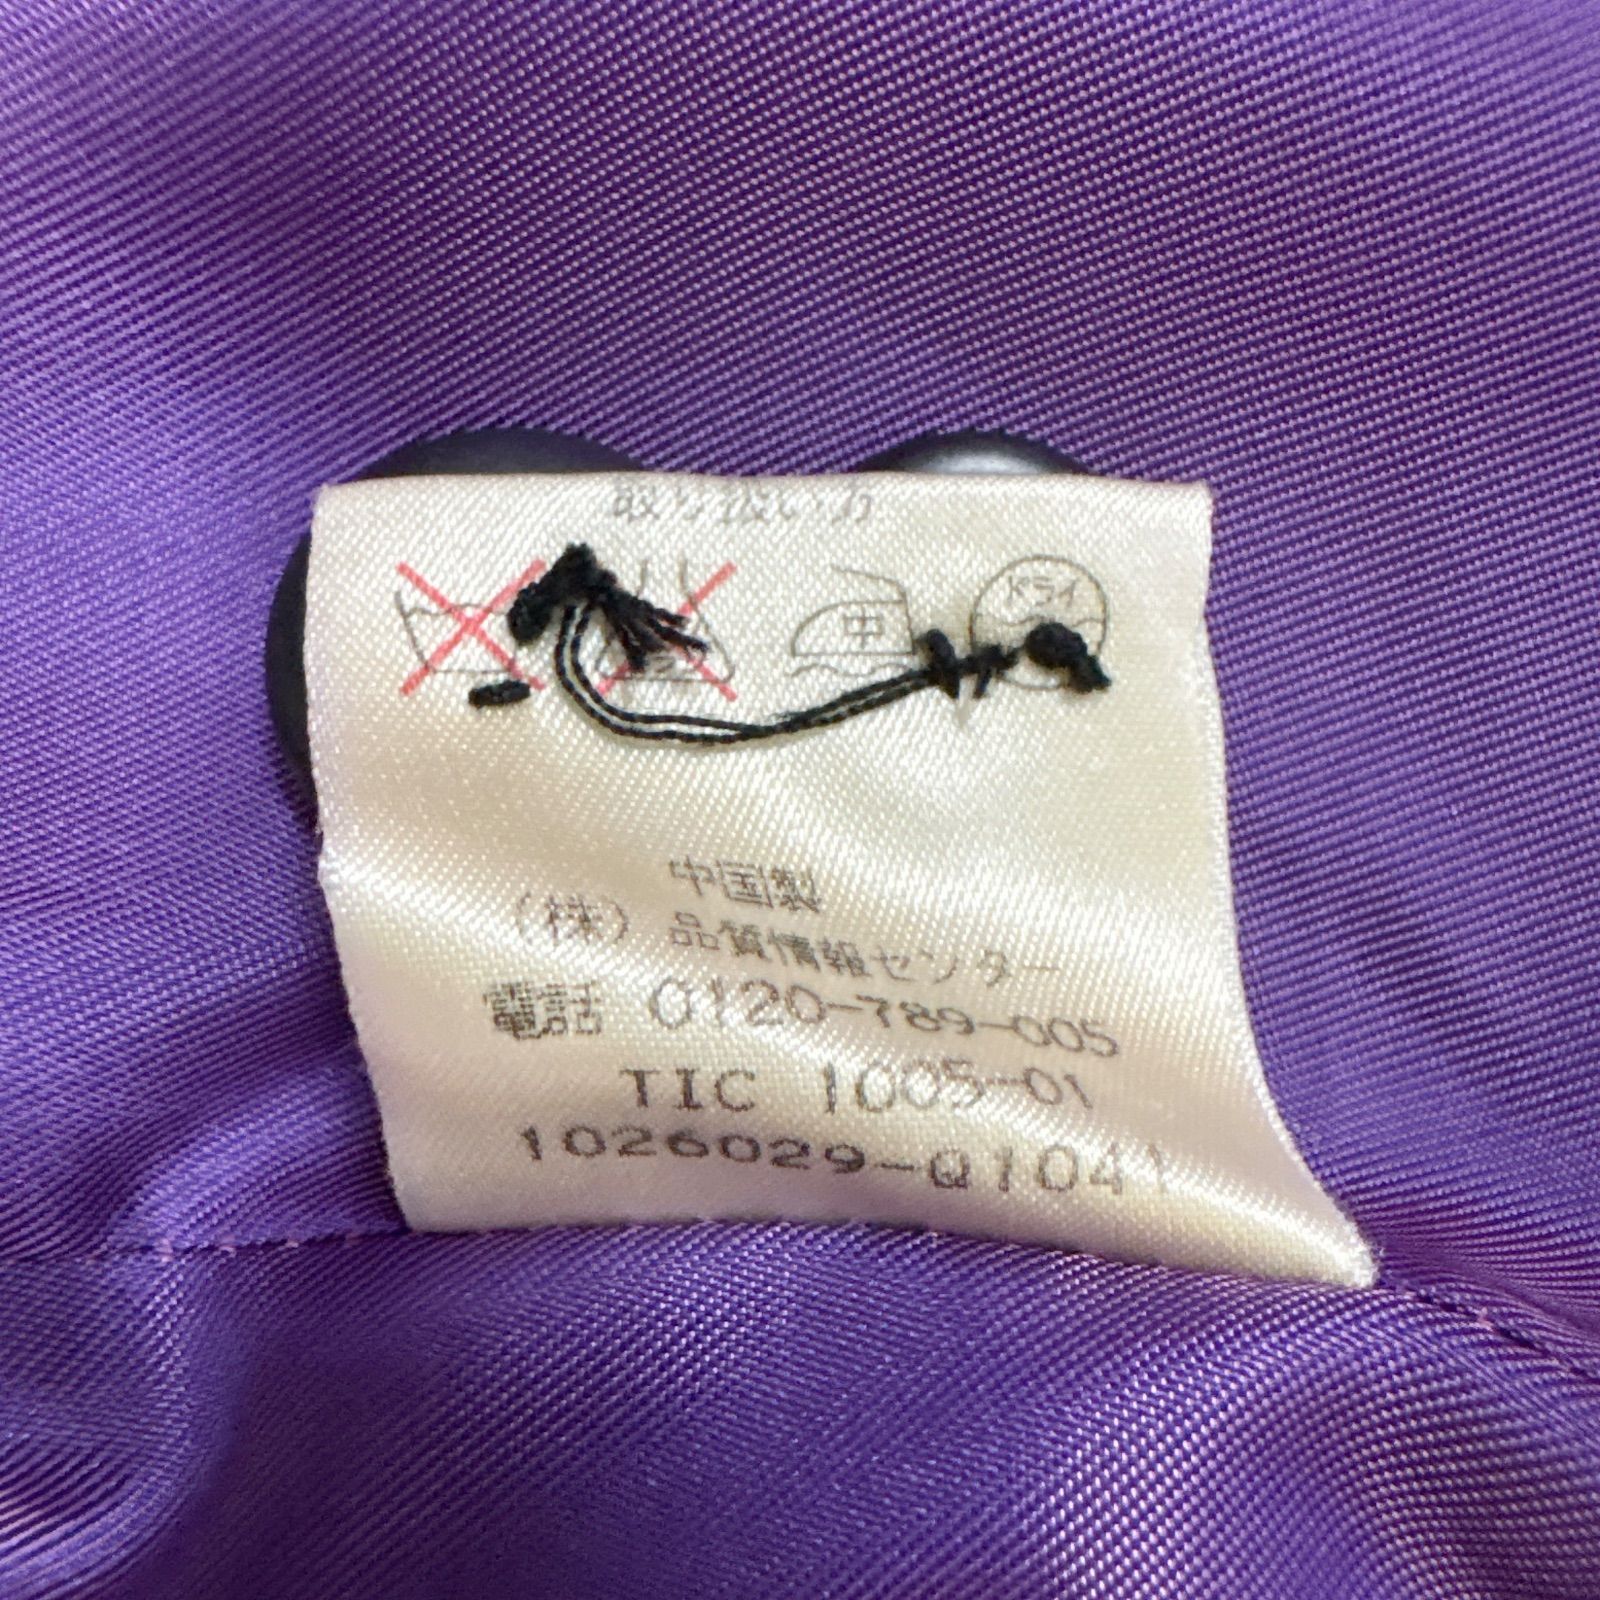 取り扱い方
中 ドライ
中国製
(株) 品質情報センター
電話 0120-789-005
TIC 1005-01
1026029-Q1041